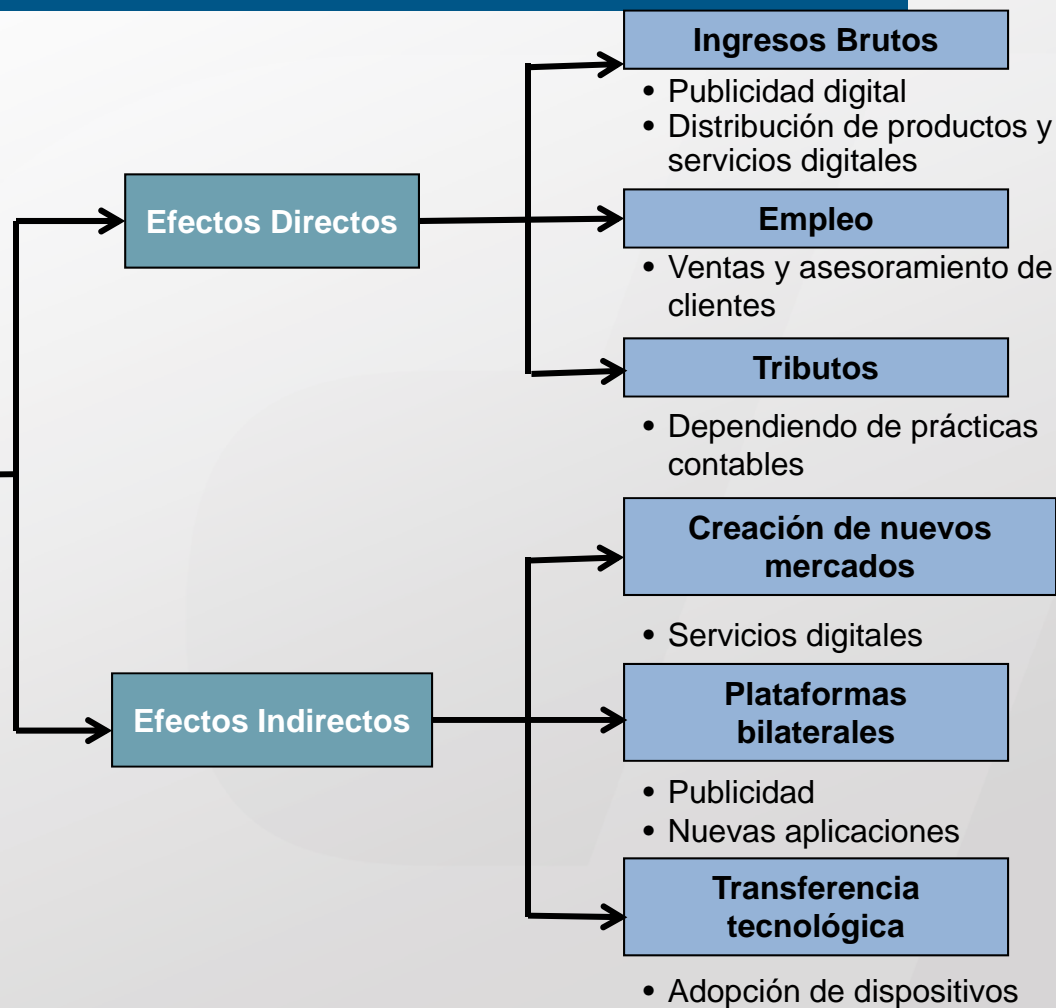 Ingresos Brutos
• Publicidad digital
• Distribución de productos y
servicios digitales
Efectos Directos
Empleo
• Ventas y asesoramiento de
clientes
Tributos
• Dependiendo de prácticas
contables
Creación de nuevos
mercados
• Servicios digitales
Efectos Indirectos
Plataformas
bilaterales
• Publicidad
• Nuevas aplicaciones
Transferencia
tecnológica
• Adopción de dispositivos